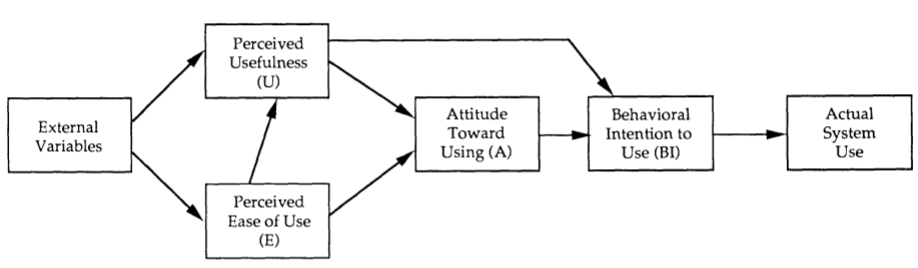 External
Variables
Perceived
Usefulness
(U)
Perceived
Ease of Use
(E)
Attitude
Toward
Using (A)
Behavioral
Intention to
Use (BI)
Actual
System
Use